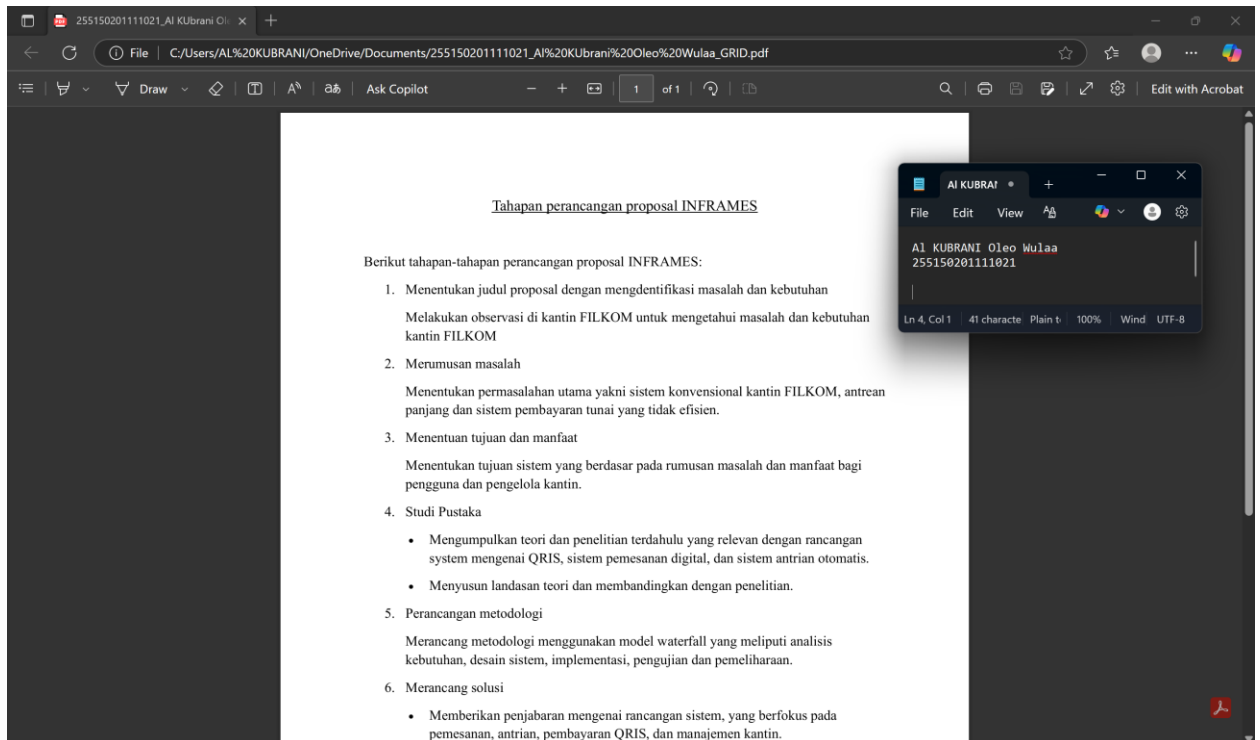 255150201111021_Al KUbrani Ol
File
C:/Users/AL%20KUBRANI/OneDrive/Documents/255150201111021_Al%20KUbrani%20Oleo%20Wulaa_GRID.pdf
Draw
Ask Copilot
1
of 1
Edit with Acrobat
Tahapan perancangan proposal INFRAMES
Berikut tahapan-tahapan perancangan proposal INFRAMES:
1. Menentukan judul proposal dengan mengdentifikasi masalah dan kebutuhan
Melakukan observasi di kantin FILKOM untuk mengetahui masalah dan kebutuhan
kantin FILKOM
2. Merumusan masalah
Menentukan permasalahan utama yakni sistem konvensional kantin FILKOM, antrean
panjang dan sistem pembayaran tunai yang tidak efisien.
3. Menentuan tujuan dan manfaat
Menentukan tujuan sistem yang berdasar pada rumusan masalah dan manfaat bagi
pengguna dan pengelola kantin.
4. Studi Pustaka
• Mengumpulkan teori dan penelitian terdahulu yang relevan dengan rancangan
system mengenai QRIS, sistem pemesanan digital, dan sistem antrian otomatis.
• Menyusun landasan teori dan membandingkan dengan penelitian.
5. Perancangan metodologi
Merancang metodologi menggunakan model waterfall yang meliputi analisis
kebutuhan, desain sistem, implementasi, pengujian dan pemeliharaan.
6. Merancang solusi
• Memberikan penjabaran mengenai rancangan sistem, yang berfokus pada
pemesanan, antrian, pembayaran QRIS, dan manajemen kantin.
Al KUBRAN
File Edit View
Al KUBRANI Oleo Wulaa
255150201111021
Ln 4, Col 1 41 characte Plain t 100% Wind UTF-8